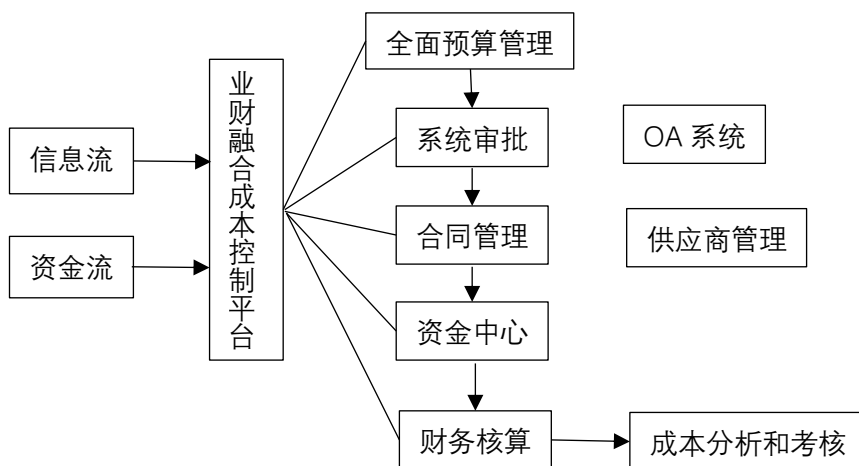 全面预算管理
业财融合成本控制平台
系统审批
OA 系统
信息流
合同管理
供应商管理
资金流
资金中心
财务核算
成本分析和考核